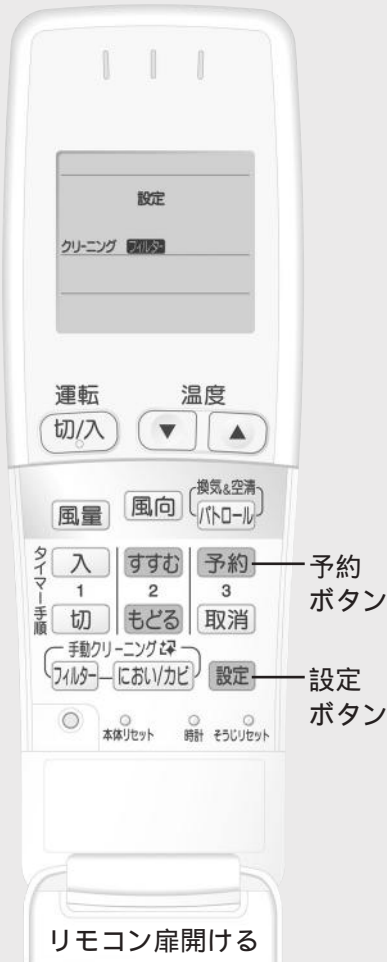 設定
クリーニング フィルター
運転 温度
切/入 ▼ ▲
換気&空清
風量 風向 パトロール
タイマー手順
入 すすむ 予約
1 2 3
切 もどる 取消
手動クリーニング
フィルター におい/カビ 設定
本体リセット 時計 そうじリセット
予約
ボタン
設定
ボタン
リモコン扉開ける